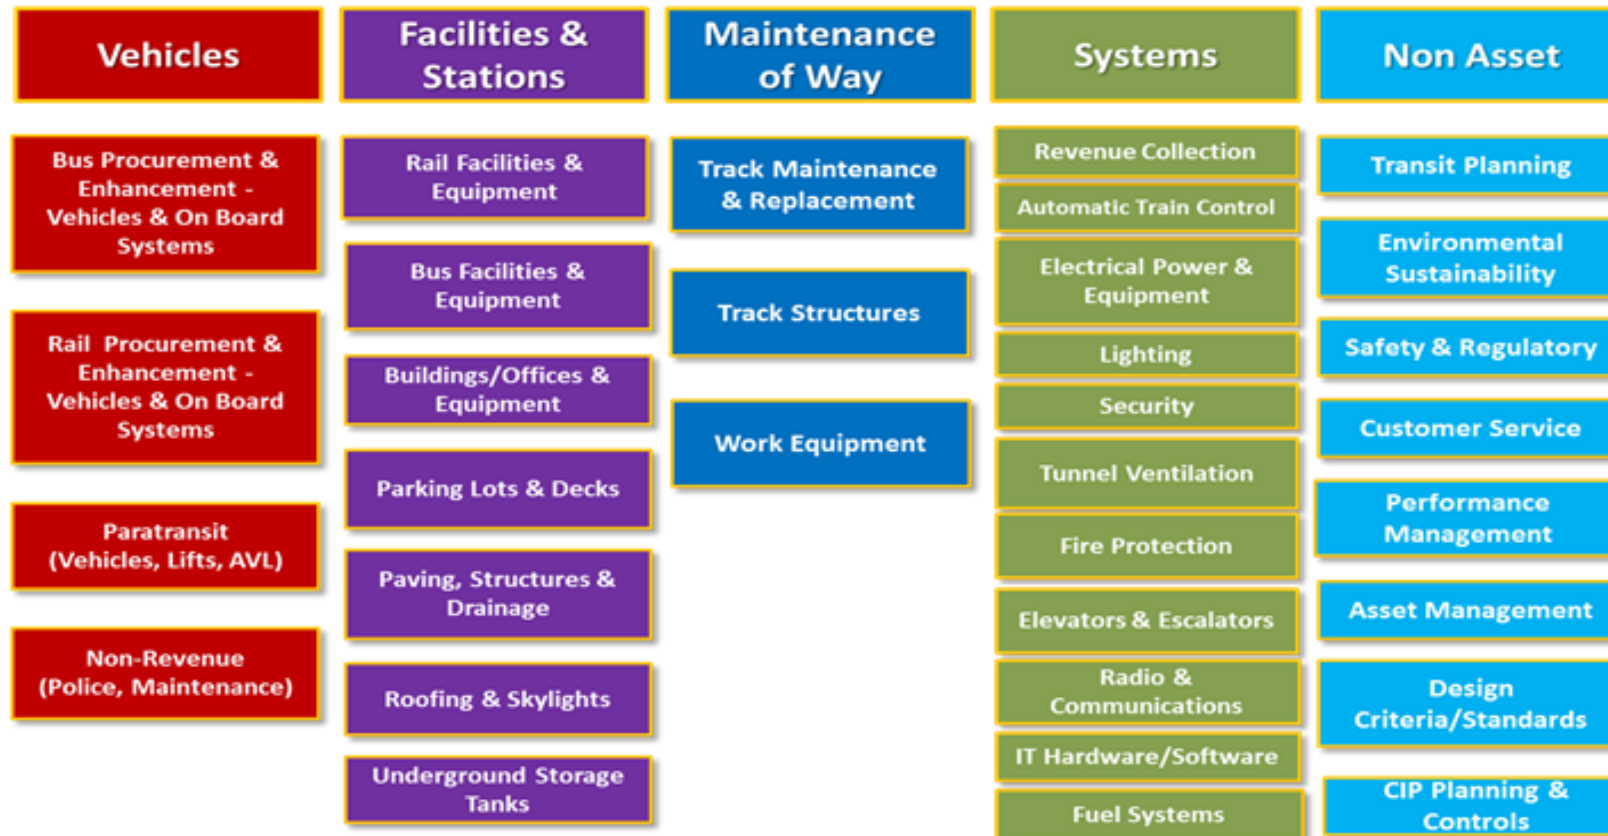 Vehicles
Bus Procurement &
Enhancement -
Vehicles & On Board
Systems
Rail Procurement &
Enhancement -
Vehicles & On Board
Systems
Paratransit
(Vehicles, Lifts, AVL)
Non-Revenue
(Police, Maintenance)
Facilities &
Stations
Rail Facilities &
Equipment
Bus Facilities &
Equipment
Buildings/Offices &
Equipment
Parking Lots & Decks
Paving, Structures &
Drainage
Roofing & Skylights
Underground Storage
Tanks
Maintenance
of Way
Track Maintenance
& Replacement
Track Structures
Work Equipment
Systems
Revenue Collection
Automatic Train Control
Electrical Power &
Equipment
Lighting
Security
Tunnel Ventilation
Fire Protection
Elevators & Escalators
Radio &
Communications
IT Hardware/Software
Fuel Systems
Non Asset
Transit Planning
Environmental
Sustainability
Safety & Regulatory
Customer Service
Performance
Management
Asset Management
Design
Criteria/Standards
CIP Planning &
Controls